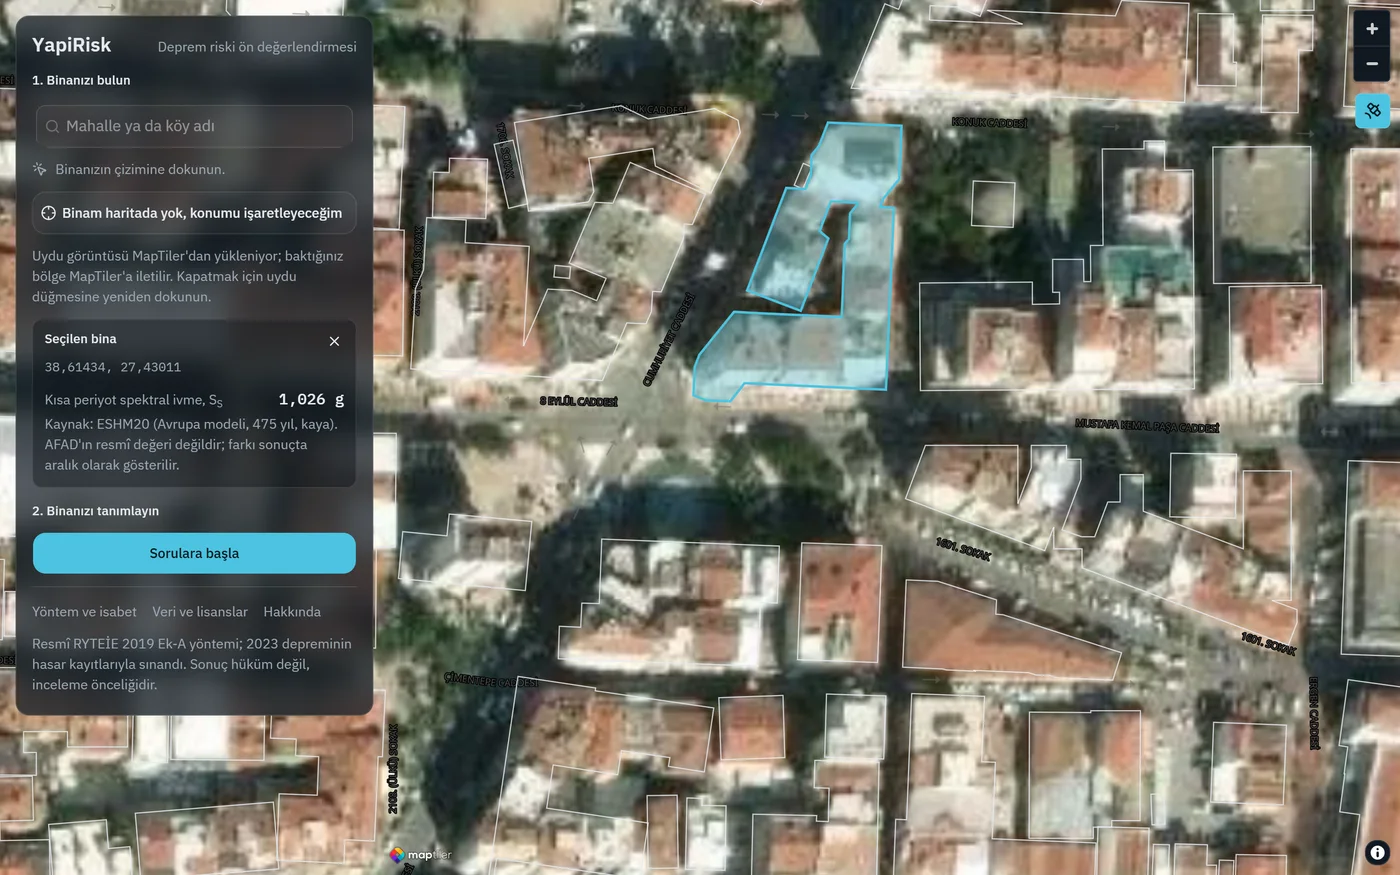 YapiRisk
Deprem riski ön değerlendirmesi
1. Binanızı bulun
Mahalle ya da köy adı
Binanızın çizimine dokunun.
Binam haritada yok, konumu işaretleyeceğim
Uydu görüntüsü MapTiler'dan yükleniyor; baktığınız
bölge MapTiler'a iletilir. Kapatmak için uydu
düğmesine yeniden dokunun.
Seçilen bina
38,61434, 27,43011
Kısa periyot spektral ivme, SS
1,026 g
Kaynak: ESHM20 (Avrupa modeli, 475 yıl, kaya).
AFAD'ın resmî değeri değildir; farkı sonuçta
aralık olarak gösterilir.
2. Binanızı tanımlayın
Sorulara başla
Yöntem ve isabet
Veri ve lisanslar
Hakkında
Resmî RYTEİE 2019 Ek-A yöntemi; 2023 depreminin
hasar kayıtlarıyla sınandı. Sonuç hüküm değil,
inceleme önceliğidir.
KONUK CADDESİ
KONUK CADDESİ
CUMHURİYET CADDESİ
8 EYLÜL CADDESİ
MUSTAFA KEMAL PAŞA CADDESİ
1601. SOKAK
1601. SOKAK
ÇİMENTEPE CADDESİ
maptiler